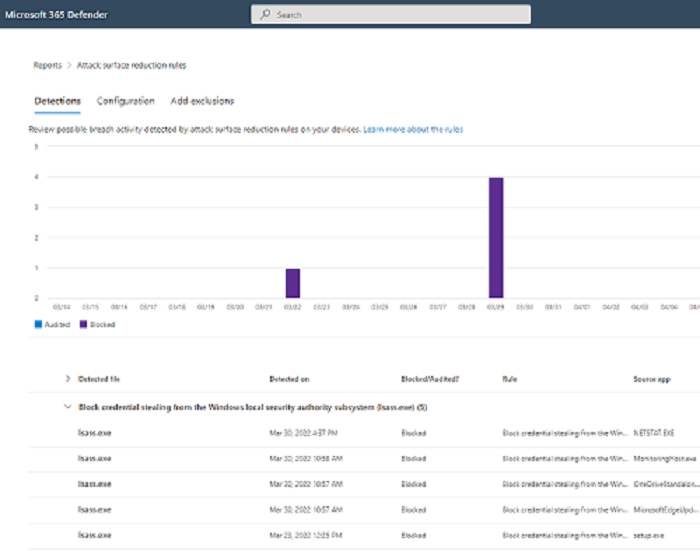 Microsoft 365 Defender
Search
Reports > Attack surface reduction rules
Detections Configuration Add exclusions
Review possible breach activity detected by attack surface reduction rules on your devices. Learn more about the rules
5
4
3
2
1
0
03/14 03/15 03/16 03/17 03/18 03/19 03/20 03/21 03/22 03/23 03/24 03/25 03/26 03/27 03/28 03/29 03/30 03/31 04/01 04/02 04/03 04/04
Audited Blocked
Detected file Detected on Blocked/Audited? Rule Source app
Block credential stealing from the Windows local security authority subsystem (lsass.exe) (5)
lsass.exe Mar 30, 2022 4:37 PM Blocked Block credential stealing from the Win... NETSTAT.EXE
lsass.exe Mar 30, 2022 10:58 AM Blocked Block credential stealing from the Win... MonitoringHost.exe
lsass.exe Mar 30, 2022 10:57 AM Blocked Block credential stealing from the Win... OneDriveStandalon...
lsass.exe Mar 30, 2022 10:57 AM Blocked Block credential stealing from the Win... MicrosoftEdgeUpd...
lsass.exe Mar 23, 2022 12:25 PM Blocked Block credential stealing from the Win... setup.exe